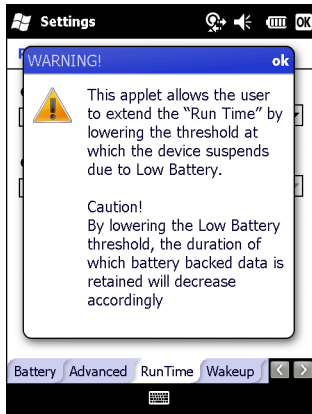 Settings
OK
WARNING!
ok
This applet allows the user
to extend the “Run Time” by
lowering the threshold at
which the device suspends
due to Low Battery.
Caution!
By lowering the Low Battery
threshold, the duration of
which battery backed data is
retained will decrease
accordingly
Battery
Advanced
RunTime
Wakeup